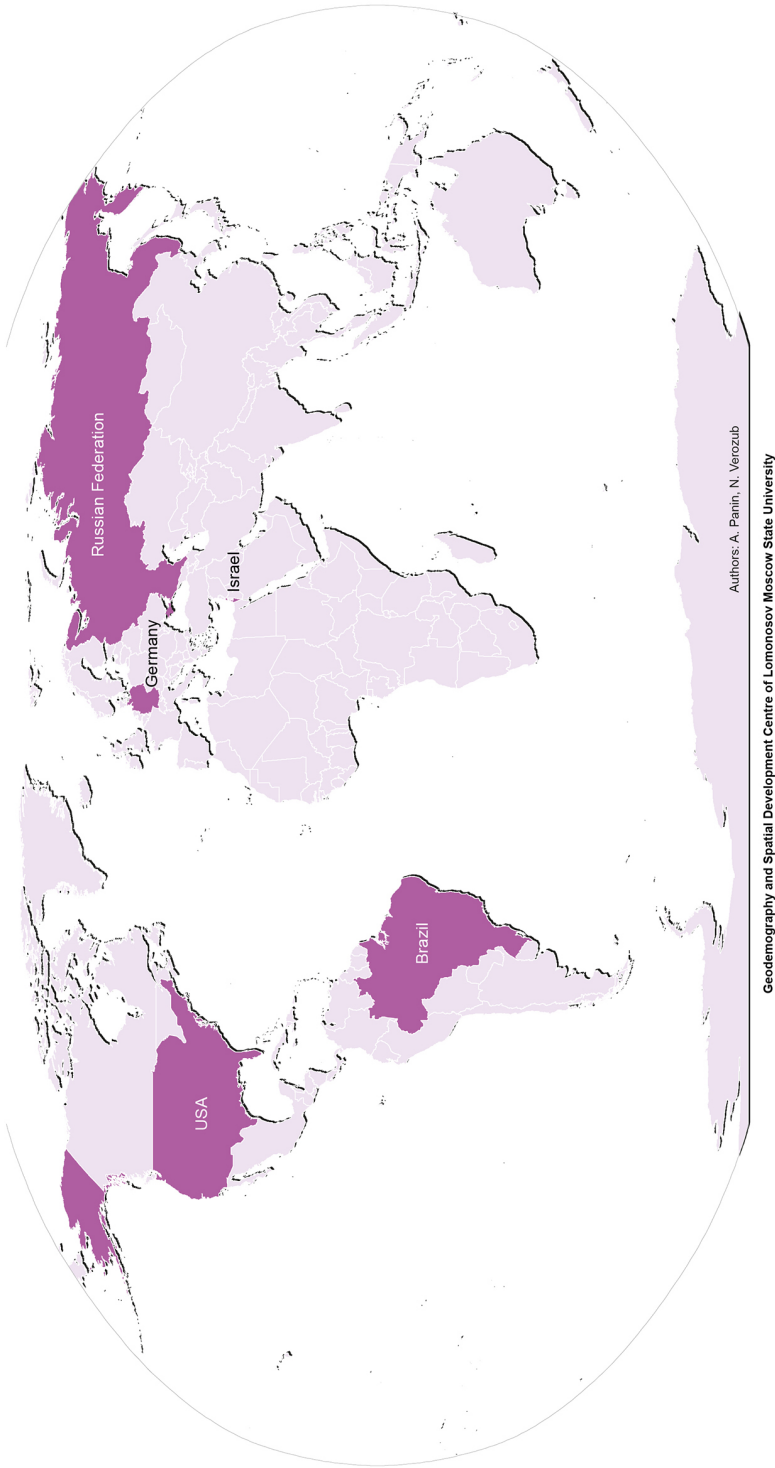 Russian Federation
Germany
Israel
USA
Brazil
Authors: A. Panin, N. Verozub
Geodemography and Spatial Development Centre of Lomonosov Moscow State University